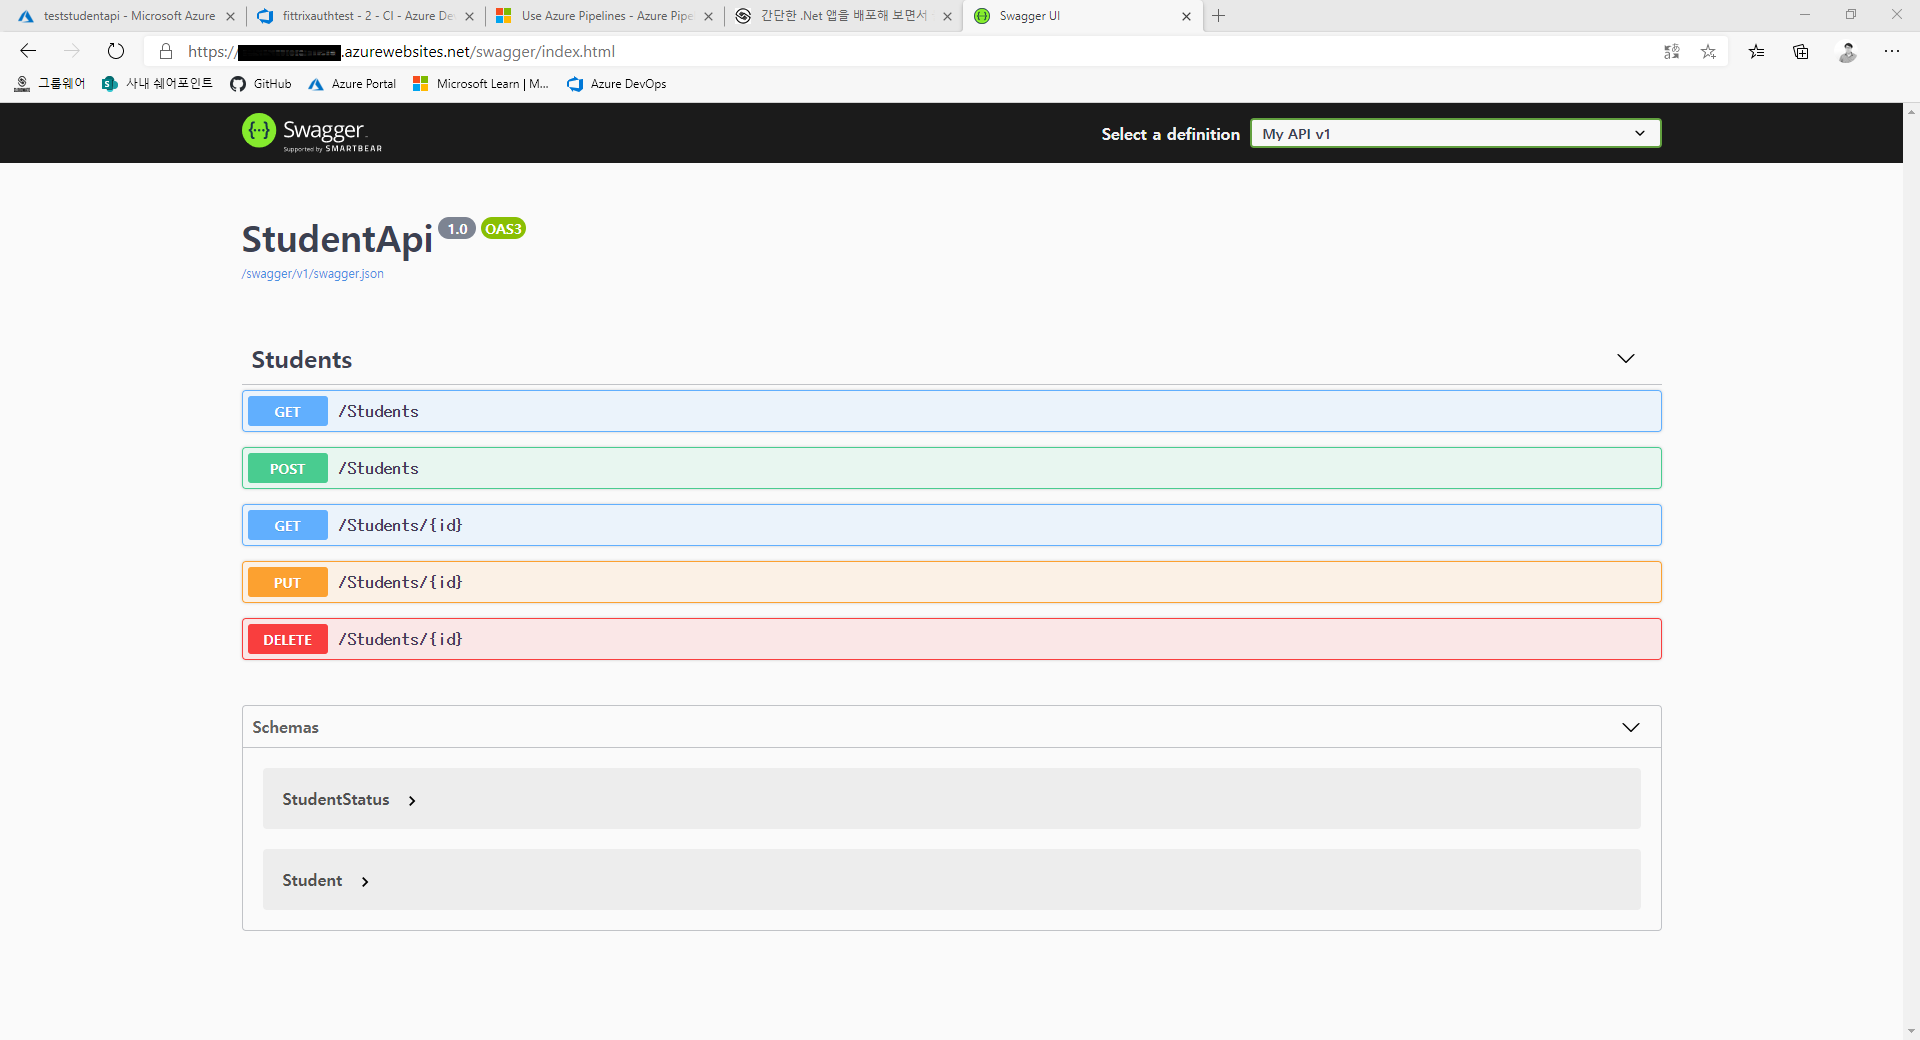 teststudentapi - Microsoft Azure
fittrixauthtest - 2 - CI - Azure De
Use Azure Pipelines - Azure Pipe
간단한 .Net 앱을 배포해 보면서
Swagger UI
https://
.azurewebsites.net/swagger/index.html
그룹웨어
사내 쉐어포인트
GitHub
Azure Portal
Microsoft Learn | M...
Azure DevOps
Swagger
Supported by SMARTBEAR
Select a definition
My API v1
StudentApi 1.0 OAS3
/swagger/v1/swagger.json
Students
GET /Students
POST /Students
GET /Students/{id}
PUT /Students/{id}
DELETE /Students/{id}
Schemas
StudentStatus
Student